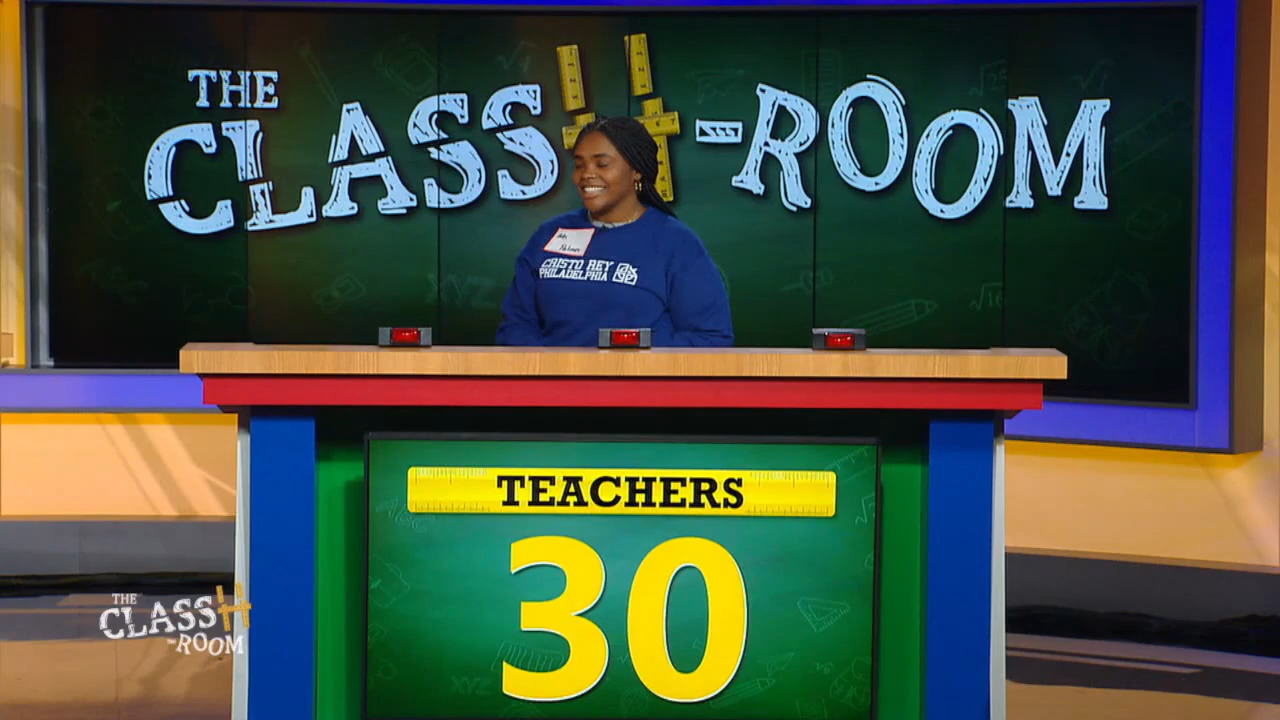 THE
CLASSH-ROOM
CRISTO REY
PHILADELPHIA
TEACHERS
30
THE
CLASSH
-ROOM